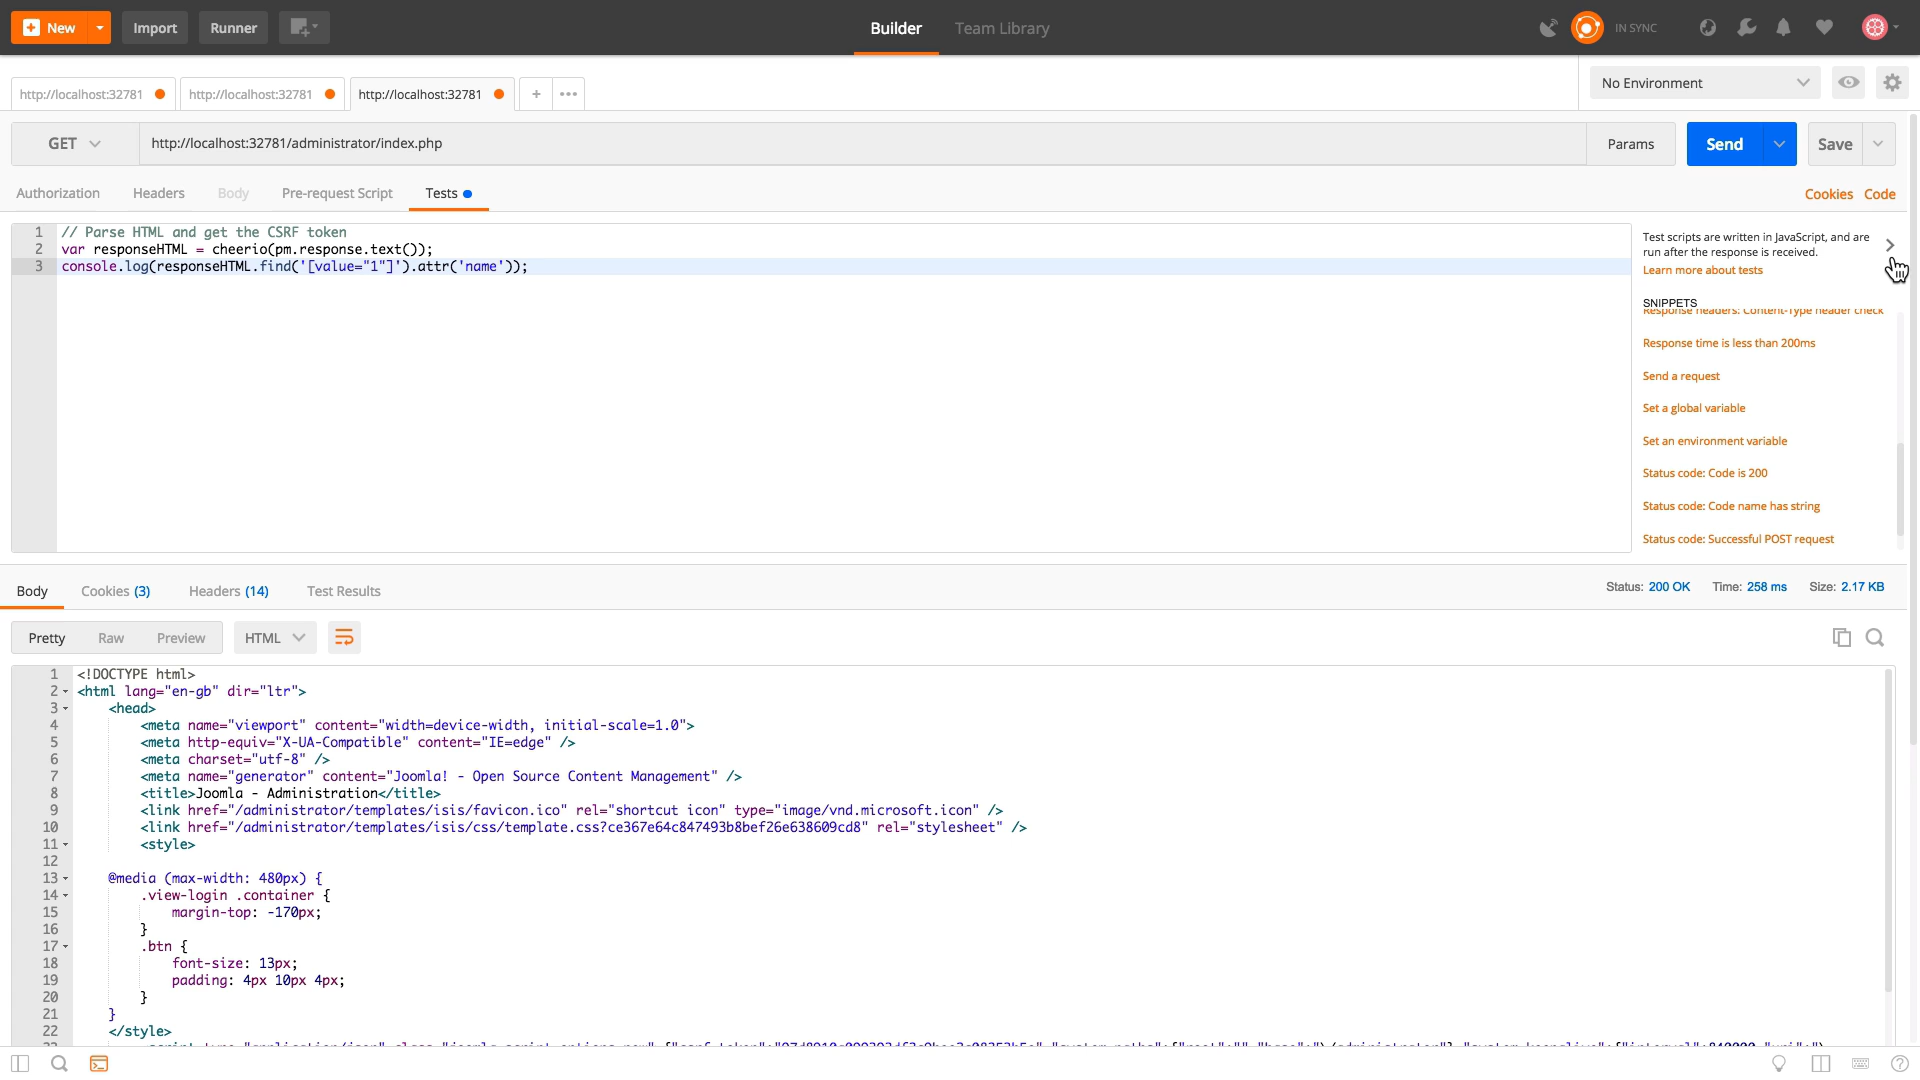 New
Import
Runner
Builder
Team Library
IN SYNC
http://localhost:32781
http://localhost:32781
http://localhost:32781
+
No Environment
GET
http://localhost:32781/administrator/index.php
Params
Send
Save
Authorization
Headers
Body
Pre-request Script
Tests
Cookies
Code
1 // Parse HTML and get the CSRF token
2 var responseHTML = cheerio(pm.response.text());
3 console.log(responseHTML.find('[value="1"]').attr('name'));
Test scripts are written in JavaScript, and are
run after the response is received.
Learn more about tests
SNIPPETS
Response headers: Content-Type header check
Response time is less than 200ms
Send a request
Set a global variable
Set an environment variable
Status code: Code is 200
Status code: Code name has string
Status code: Successful POST request
Body
Cookies (3)
Headers (14)
Test Results
Status: 200 OK
Time: 258 ms
Size: 2.17 KB
Pretty
Raw
Preview
HTML
1 <!DOCTYPE html>
2 <html lang="en-gb" dir="ltr">
3 <head>
4 <meta name="viewport" content="width=device-width, initial-scale=1.0">
5 <meta http-equiv="X-UA-Compatible" content="IE=edge" />
6 <meta charset="utf-8" />
7 <meta name="generator" content="Joomla! - Open Source Content Management" />
8 <title>Joomla - Administration</title>
9 <link href="/administrator/templates/isis/favicon.ico" rel="shortcut icon" type="image/vnd.microsoft.icon" />
10 <link href="/administrator/templates/isis/css/template.css?ce367e64c847493b8bef26e638609cd8" rel="stylesheet" />
11 <style>
12
13 @media (max-width: 480px) {
14 .view-login .container {
15 margin-top: -170px;
16 }
17 .btn {
18 font-size: 13px;
19 padding: 4px 10px 4px;
20 }
21 }
22 </style>